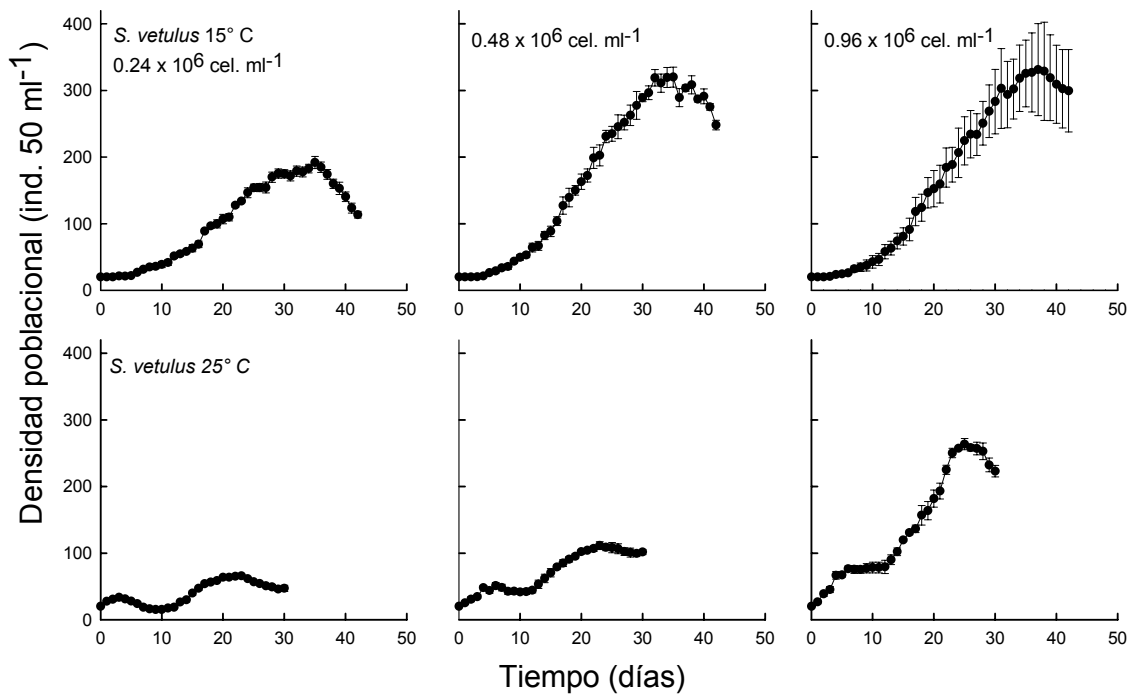 Densidad poblacional (ind. 50 ml-1)
S. vetulus 15° C
0.24 x 10^6 cel. ml-1
0.48 x 10^6 cel. ml-1
0.96 x 10^6 cel. ml-1
400
300
200
100
0
0 10 20 30 40 50
0 10 20 30 40 50
0 10 20 30 40 50
S. vetulus 25° C
400
300
200
100
0
0 10 20 30 40 50
0 10 20 30 40 50
0 10 20 30 40 50
Tiempo (días)